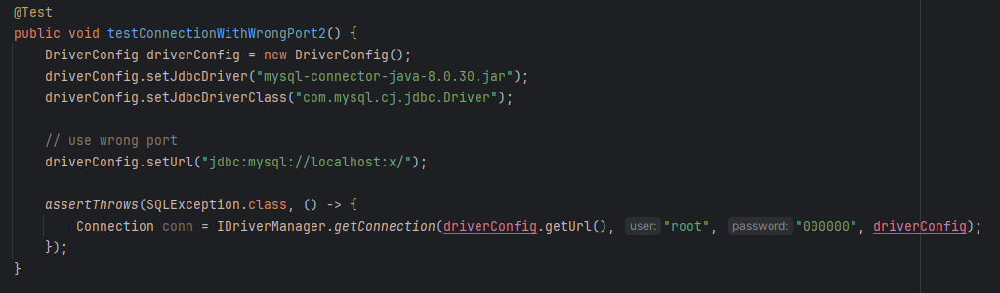 @Test
public void testConnectionWithWrongPort2() {
    DriverConfig driverConfig = new DriverConfig();
    driverConfig.setJdbcDriver("mysql-connector-java-8.0.30.jar");
    driverConfig.setJdbcDriverClass("com.mysql.cj.jdbc.Driver");
    // use wrong port
    driverConfig.setUrl("jdbc:mysql://localhost:x/");
    assertThrows(SQLException.class, () -> {
        Connection conn = IDriverManager.getConnection(driverConfig.getUrl(), user: "root", password: "000000", driverConfig);
    });
}